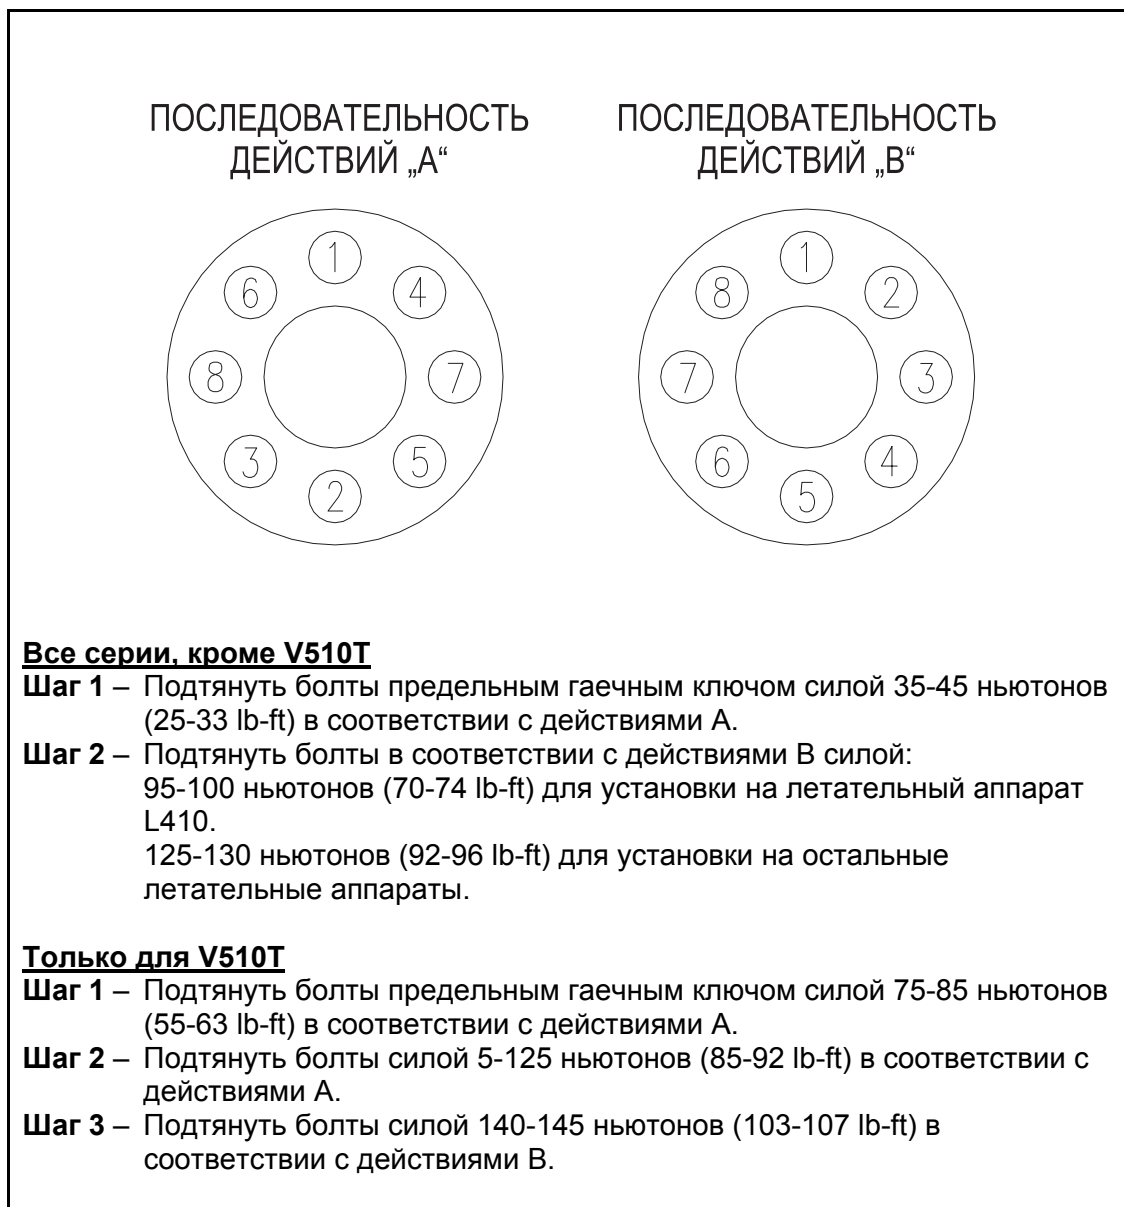 ПОСЛЕДОВАТЕЛЬНОСТЬ
ДЕЙСТВИЙ „А“
ПОСЛЕДОВАТЕЛЬНОСТЬ
ДЕЙСТВИЙ „В“
1
4
7
5
2
3
8
6
1
2
3
4
5
6
7
8
Все серии, кроме V510T
Шаг 1 – Подтянуть болты предельным гаечным ключом силой 35-45 ньютонов
(25-33 lb-ft) в соответствии с действиями А.
Шаг 2 – Подтянуть болты в соответствии с действиями В силой:
95-100 ньютонов (70-74 lb-ft) для установки на летательный аппарат
L410.
125-130 ньютонов (92-96 lb-ft) для установки на остальные
летательные аппараты.
Только для V510T
Шаг 1 – Подтянуть болты предельным гаечным ключом силой 75-85 ньютонов
(55-63 lb-ft) в соответствии с действиями А.
Шаг 2 – Подтянуть болты силой 5-125 ньютонов (85-92 lb-ft) в соответствии с
действиями А.
Шаг 3 – Подтянуть болты силой 140-145 ньютонов (103-107 lb-ft) в
соответствии с действиями В.